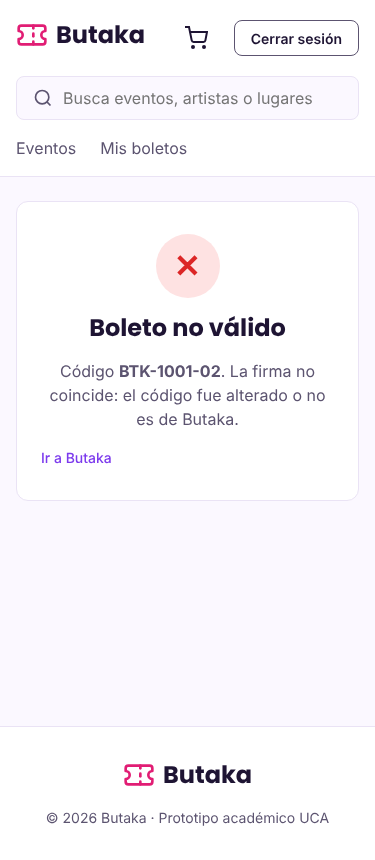 Butaka
Cerrar sesión
Busca eventos, artistas o lugares
Eventos
Mis boletos
Boleto no válido
Código BTK-1001-02. La firma no
coincide: el código fue alterado o no
es de Butaka.
Ir a Butaka
Butaka
© 2026 Butaka · Prototipo académico UCA